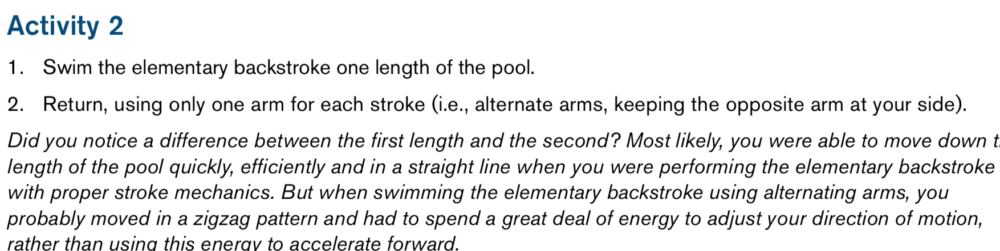 Activity 2
1. Swim the elementary backstroke one length of the pool.
2. Return, using only one arm for each stroke (i.e., alternate arms, keeping the opposite arm at your side).
Did you notice a difference between the first length and the second? Most likely, you were able to move down
length of the pool quickly, efficiently and in a straight line when you were performing the elementary backstroke
with proper stroke mechanics. But when swimming the elementary backstroke using alternating arms, you
probably moved in a zigzag pattern and had to spend a great deal of energy to adjust your direction of motion,
rather than using this energy to accelerate forward.